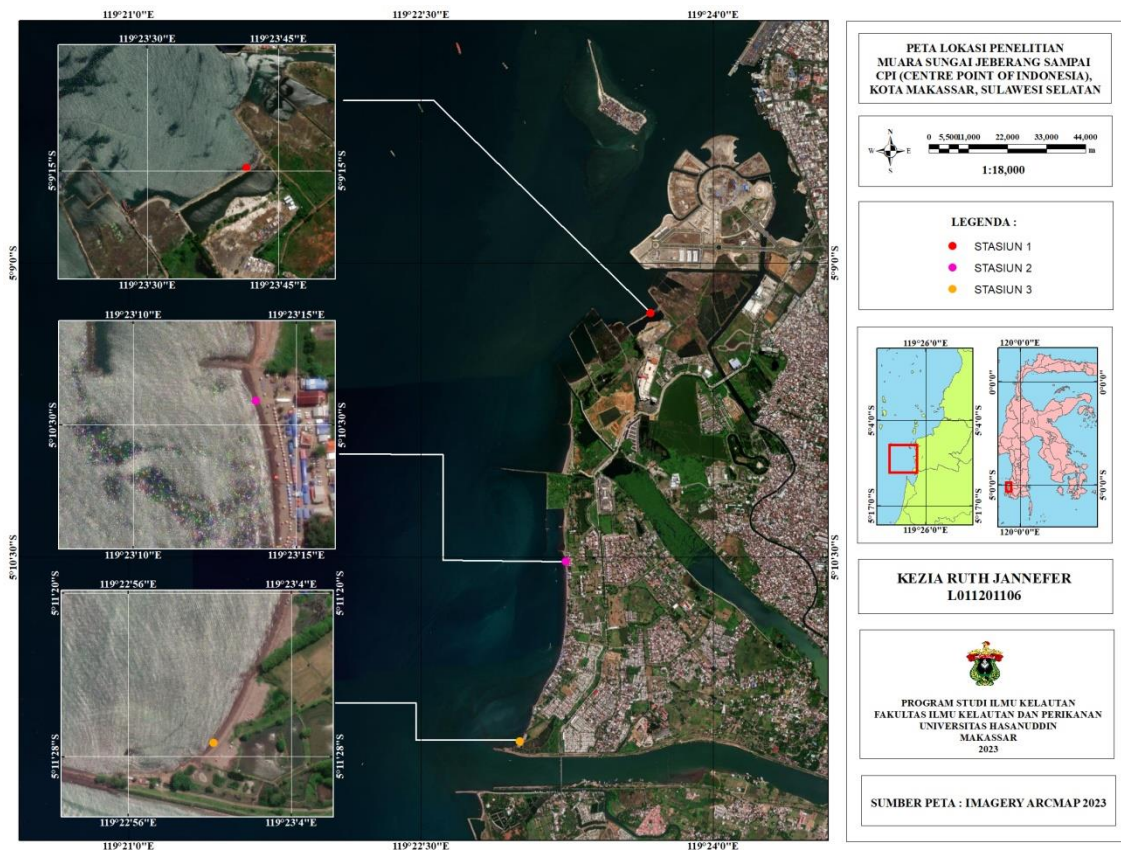 119°21'0"E
119°22'30"E
119°24'0"E
119°23'30"E
119°23'45"E
5°9'15"S
5°9'15"S
119°23'30"E
119°23'45"E
5°9'0"S
5°9'0"S
119°23'10"E
119°23'15"E
5°10'30"S
5°10'30"S
119°23'10"E
119°23'15"E
5°10'30"S
5°10'30"S
119°22'56"E
119°23'4"E
5°11'20"S
5°11'20"S
5°11'28"S
5°11'28"S
119°22'56"E
119°23'4"E
119°21'0"E
119°22'30"E
119°24'0"E
PETA LOKASI PENELITIAN
MUARA SUNGAI JEBERANG SAMPAI
CPI (CENTRE POINT OF INDONESIA),
KOTA MAKASSAR, SULAWESI SELATAN
N
W E
S
0 5,50011,000 22,000 33,000 44,000
m
1:18,000
LEGENDA :
STASIUN 1
STASIUN 2
STASIUN 3
119°26'0"E
5°4'0"S
5°4'0"S
5°17'0"S
5°17'0"S
119°26'0"E
120°0'0"E
0°0'0"
0°0'0"
5°0'0"S
5°0'0"S
120°0'0"E
KEZIA RUTH JANNEFER
L011201106
PROGRAM STUDI ILMU KELAUTAN
FAKULTAS ILMU KELAUTAN DAN PERIKANAN
UNIVERSITAS HASANUDDIN
MAKASSAR
2023
SUMBER PETA : IMAGERY ARCMAP 2023